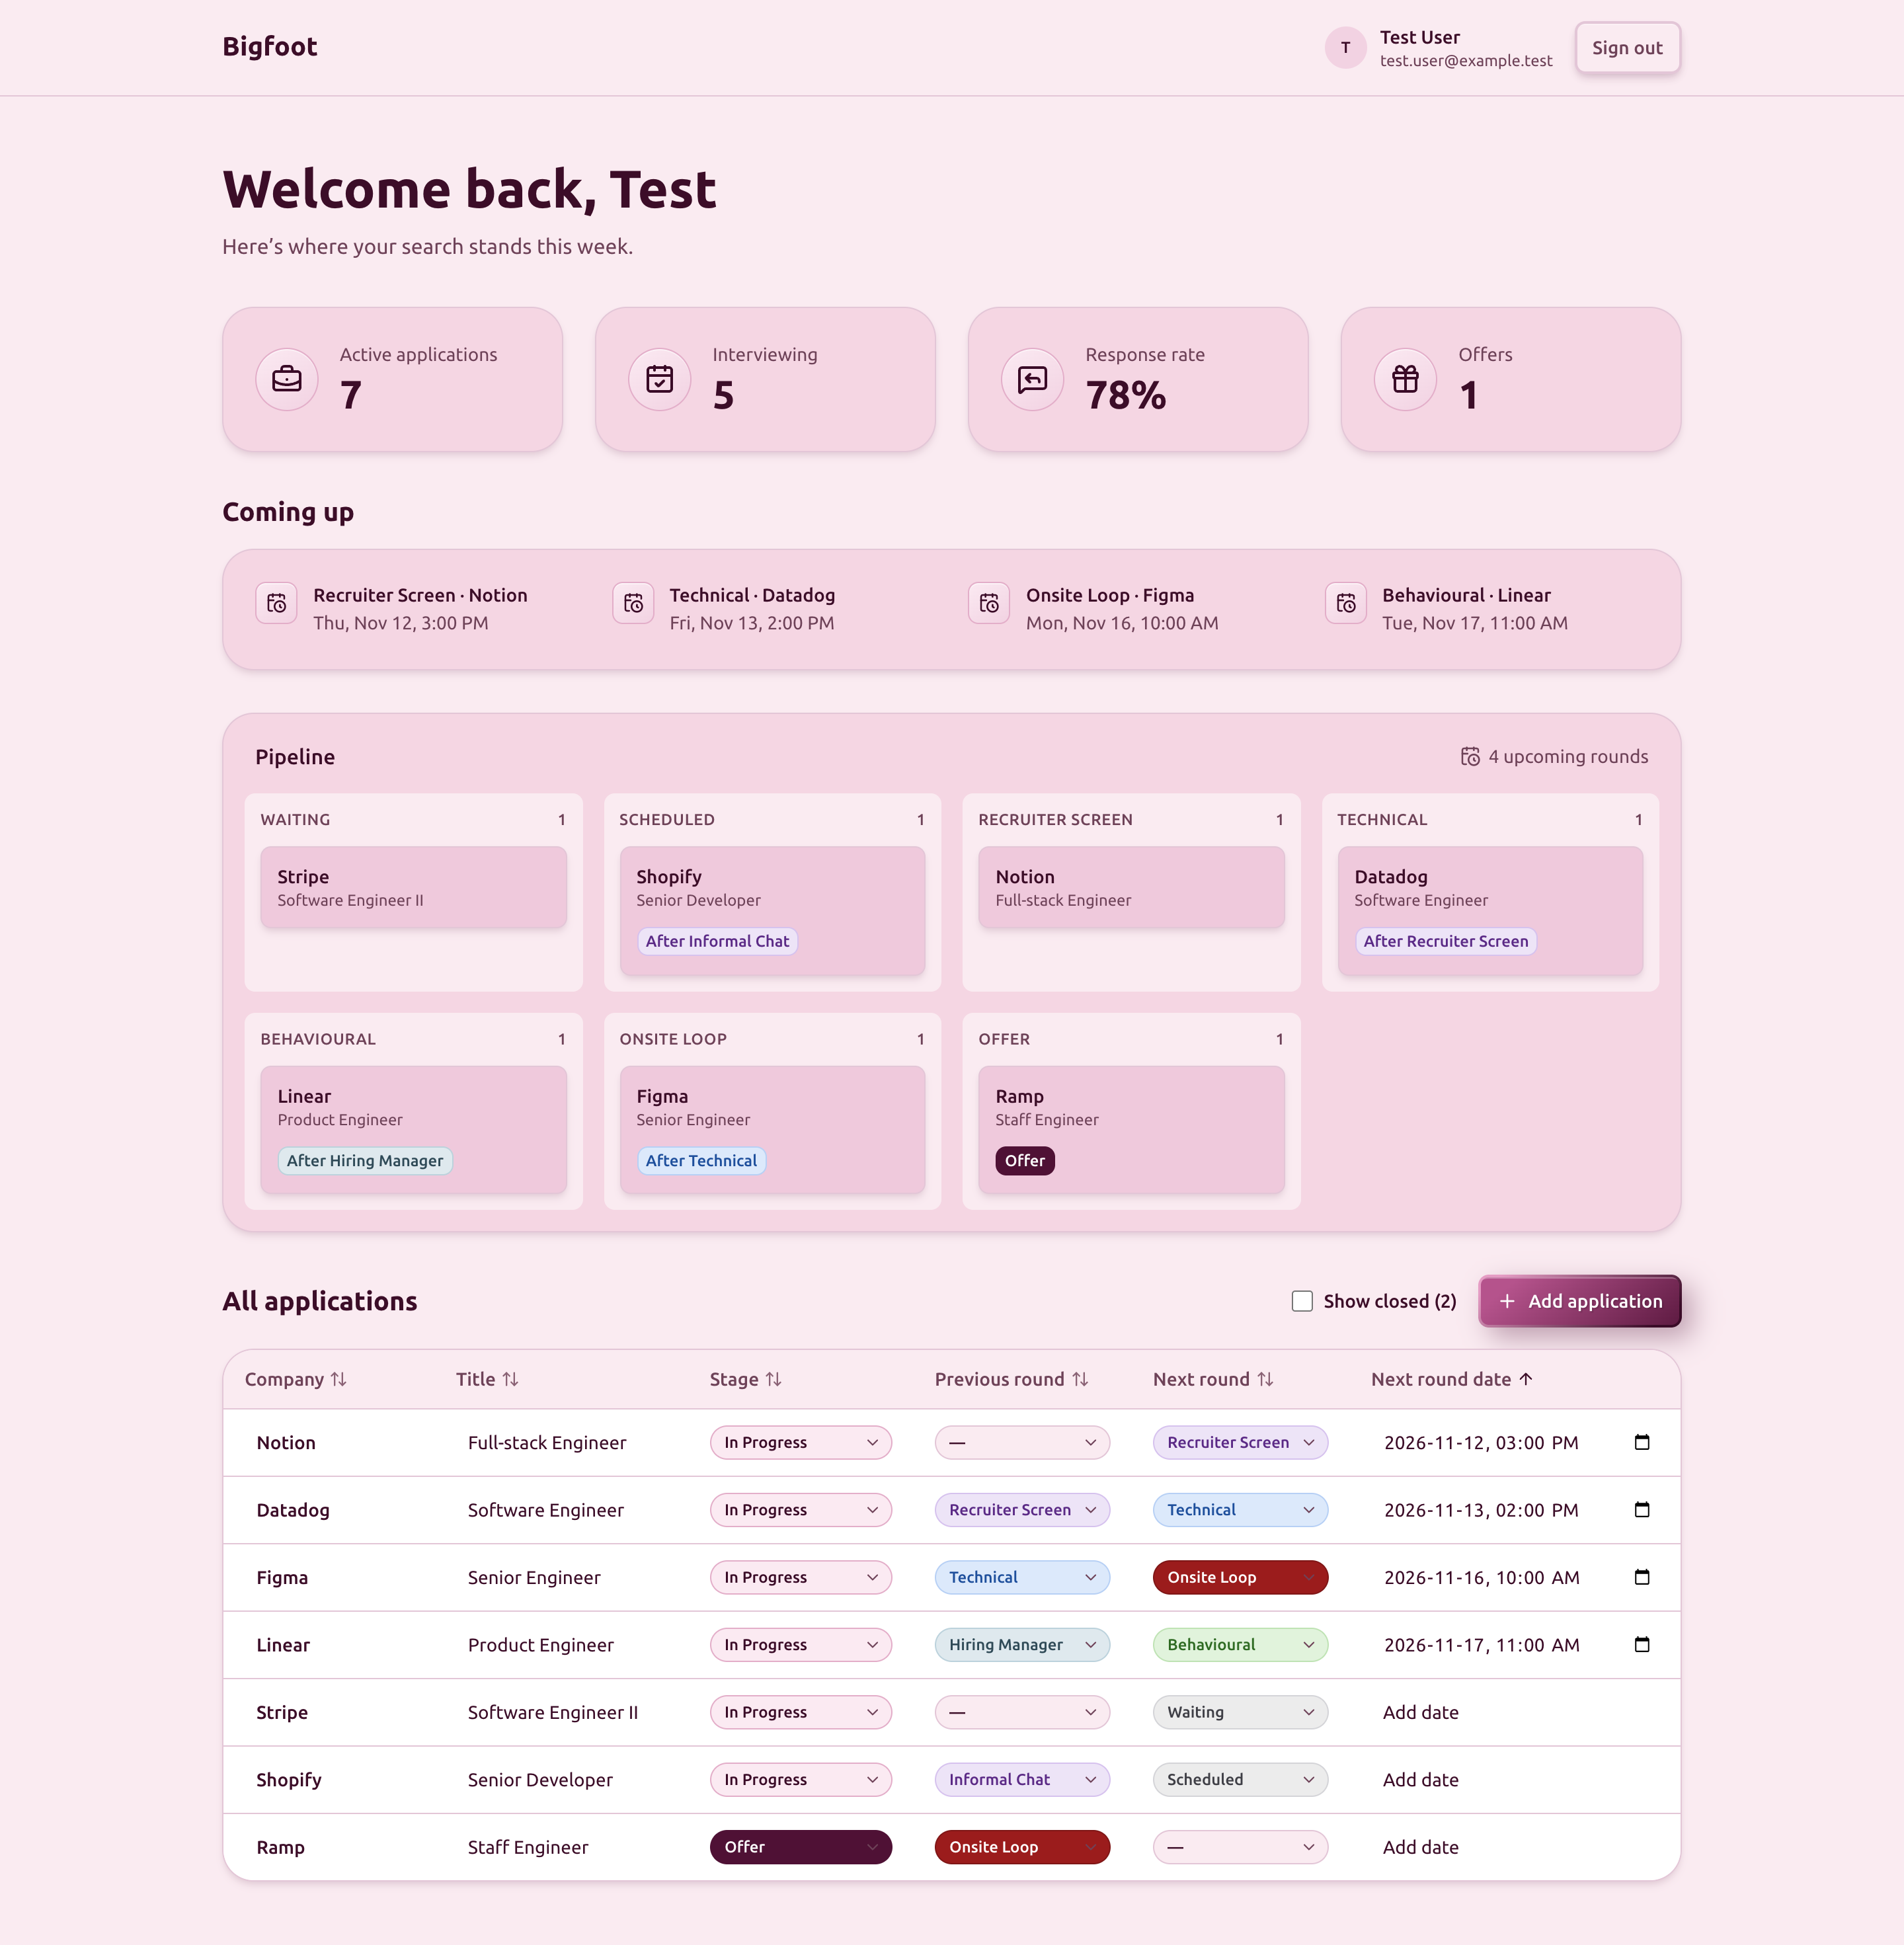 Bigfoot
T
Test User
test.user@example.test
Sign out
Welcome back, Test
Here’s where your search stands this week.
Active applications
7
Interviewing
5
Response rate
78%
Offers
1
Coming up
Recruiter Screen · Notion
Thu, Nov 12, 3:00 PM
Technical · Datadog
Fri, Nov 13, 2:00 PM
Onsite Loop · Figma
Mon, Nov 16, 10:00 AM
Behavioural · Linear
Tue, Nov 17, 11:00 AM
Pipeline
4 upcoming rounds
WAITING 1
Stripe
Software Engineer II
SCHEDULED 1
Shopify
Senior Developer
After Informal Chat
RECRUITER SCREEN 1
Notion
Full-stack Engineer
TECHNICAL 1
Datadog
Software Engineer
After Recruiter Screen
BEHAVIOURAL 1
Linear
Product Engineer
After Hiring Manager
ONSITE LOOP 1
Figma
Senior Engineer
After Technical
OFFER 1
Ramp
Staff Engineer
Offer
All applications
Show closed (2)
+ Add application
Company Title Stage Previous round Next round Next round date
Notion Full-stack Engineer In Progress — Recruiter Screen 2026-11-12, 03:00 PM
Datadog Software Engineer In Progress Recruiter Screen Technical 2026-11-13, 02:00 PM
Figma Senior Engineer In Progress Technical Onsite Loop 2026-11-16, 10:00 AM
Linear Product Engineer In Progress Hiring Manager Behavioural 2026-11-17, 11:00 AM
Stripe Software Engineer II In Progress — Waiting Add date
Shopify Senior Developer In Progress Informal Chat Scheduled Add date
Ramp Staff Engineer Offer Onsite Loop — Add date